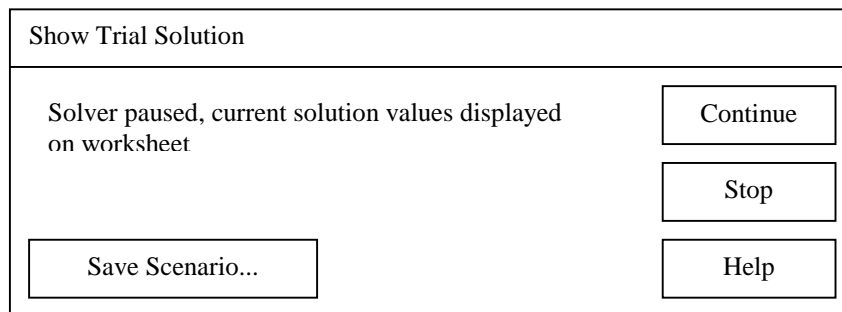 Show Trial Solution
Solver paused, current solution values displayed
on worksheet
Continue
Stop
Save Scenario...
Help